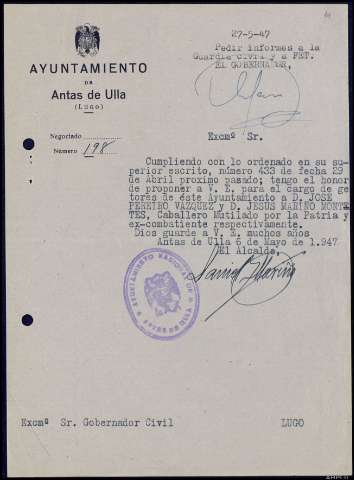 27-5-47
Pedir informes a la
Guardia civil y a FET.
EL GOBERNADOR,
AYUNTAMIENTO
DE
Antas de Ulla
(LUGO)
Negociado
Número 198
Excmº Sr.
Cumpliendo con lo ordenado en su su-
perior escrito, número 433 de fecha 29
de Abril próximo pasado; tengo el honor
de proponer a V. E. para el cargo de ge
tores de éste Ayuntamiento a D. JOSE
PEREIRO VAZQUEZ y D. JESUS MARIÑO MONTE
TES, Caballero Mutilado por la Patria y
ex-combatiente respectivamente.
Dios guarde a V. E. muchos años
Antas de Ulla 6 de Mayo de 1.947
El Alcalde,
AYUNTAMIENTO NACIONAL DE
ANTAS DE ULLA
Excmº Sr. Gobernador Civil LUGO